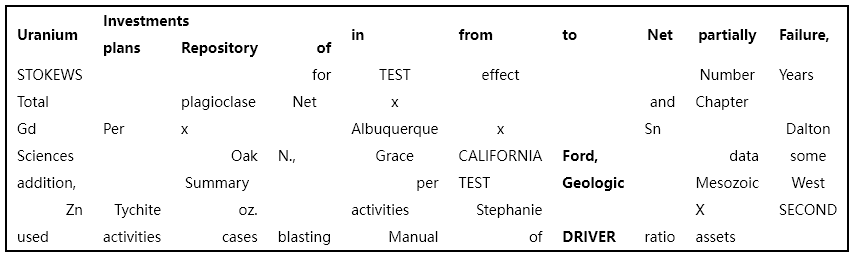 Uranium Investments in from to Net partially Failure,
plans Repository of
STOKEWS for TEST effect Number Years
Total plagioclase Net x and Chapter
Gd Per x Albuquerque x Sn Dalton
Sciences Oak N., Grace CALIFORNIA Ford, data some
addition, Summary per TEST Geologic Mesozoic West
Zn Tychite oz. activities Stephanie X SECOND
used activities cases blasting Manual of DRIVER ratio assets